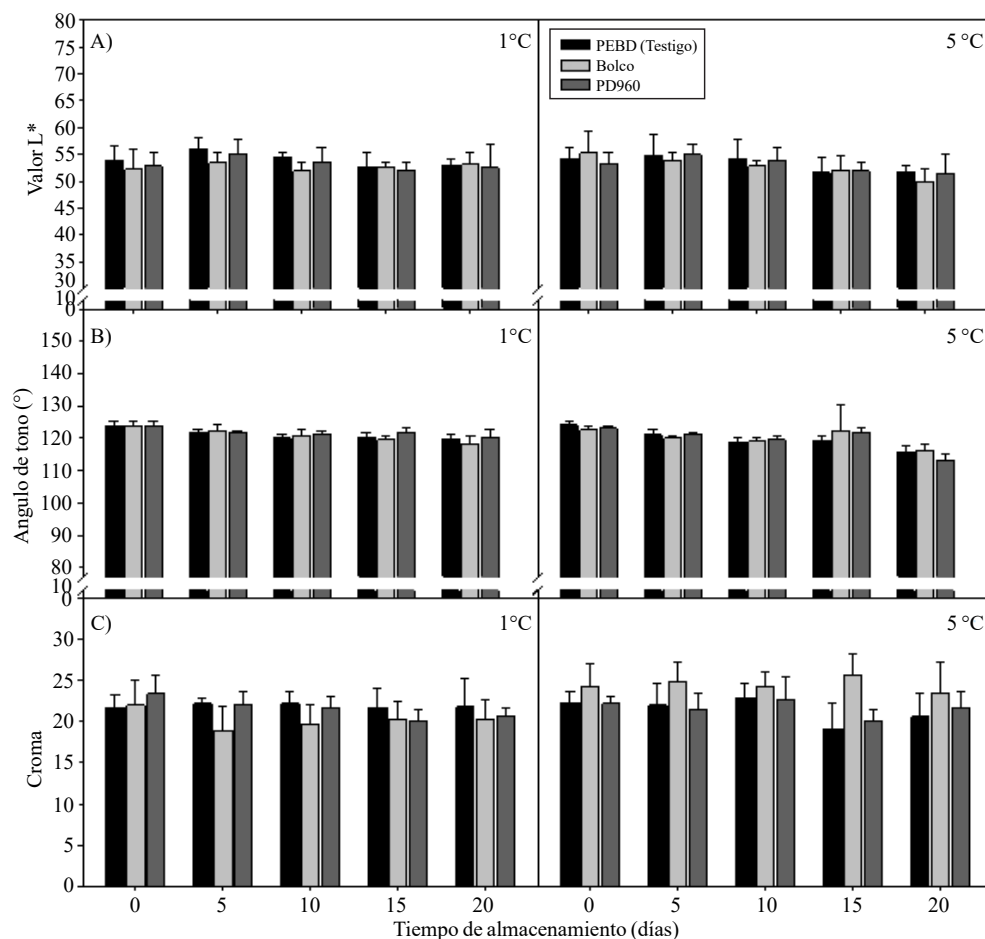 A)
1°C
5 °C
PEBD (Testigo)
Bolco
PD960
Valor L*
80
75
70
65
60
55
50
45
40
35
30
10
0
B)
1°C
5 °C
Angulo de tono (°)
150
140
130
120
110
100
90
80
10
0
C)
1°C
5 °C
Croma
30
25
20
15
10
5
0
0 5 10 15 20 0 5 10 15 20
Tiempo de almacenamiento (días)